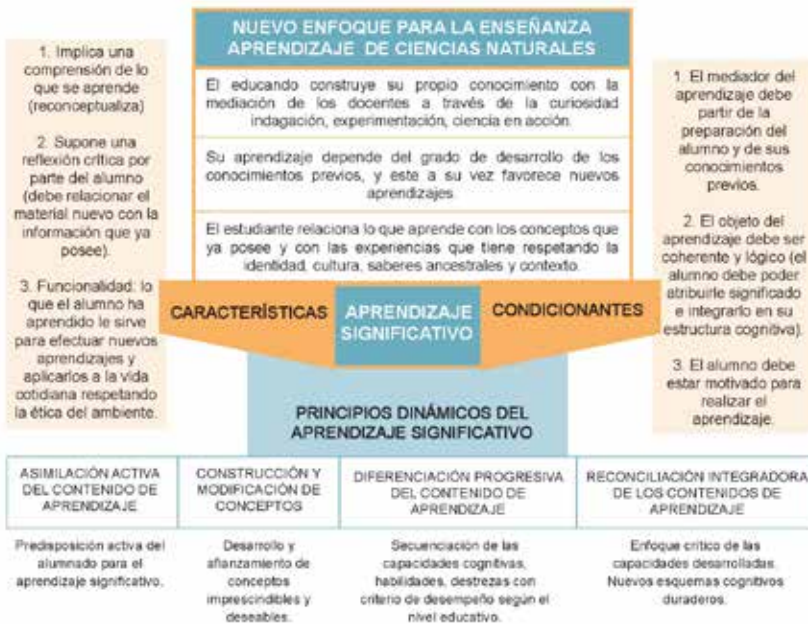 NUEVO ENFOQUE PARA LA ENSEÑANZA
APRENDIZAJE DE CIENCIAS NATURALES
El educando construye su propio conocimiento con la
mediación de los docentes a través de la curiosidad
indagación, experimentación, ciencia en acción.
Su aprendizaje depende del grado de desarrollo de los
conocimientos previos, y este a su vez favorece nuevos
aprendizajes.
El estudiante relaciona lo que aprende con los conceptos que
ya posee y con las experiencias que tiene respetando la
identidad, cultura, saberes ancestrales y contexto.
1. Implica una
comprensión de lo
que se aprende
(reconceptualiza)
2. Supone una
reflexión crítica por
parte del alumno
(debe relacionar el
material nuevo con la
información que ya
posee).
3. Funcionalidad: lo
que el alumno ha
aprendido le sirve
para efectuar nuevos
aprendizajes y
aplicarlos a la vida
cotidiana respetando
la ética del ambiente.
CARACTERÍSTICAS
APRENDIZAJE
SIGNIFICATIVO
CONDICIONANTES
1. El mediador del
aprendizaje debe
partir de la
preparación del
alumno y de sus
conocimientos
previos.
2. El objeto del
aprendizaje debe ser
coherente y lógico (el
alumno debe poder
atribuirle significado
e integrarlo en su
estructura cognitiva).
3. El alumno debe
estar motivado para
realizar el
aprendizaje.
PRINCIPIOS DINÁMICOS DEL
APRENDIZAJE SIGNIFICATIVO
ASIMILACIÓN ACTIVA
DEL CONTENIDO DE
APRENDIZAJE
Predisposición activa del
alumnado para el
aprendizaje significativo.
CONSTRUCCIÓN Y
MODIFICACIÓN DE
CONCEPTOS
Desarrollo y
afianzamiento de
conceptos
imprescindibles y
deseables.
DIFERENCIACIÓN PROGRESIVA
DEL CONTENIDO DE
APRENDIZAJE
Secuenciación de las
capacidades cognitivas,
habilidades, destrezas con
criterio de desempeño según el
nivel educativo.
RECONCILIACIÓN INTEGRADORA
DE LOS CONTENIDOS DE
APRENDIZAJE
Enfoque crítico de las
capacidades desarrolladas.
Nuevos esquemas cognitivos
duraderos.